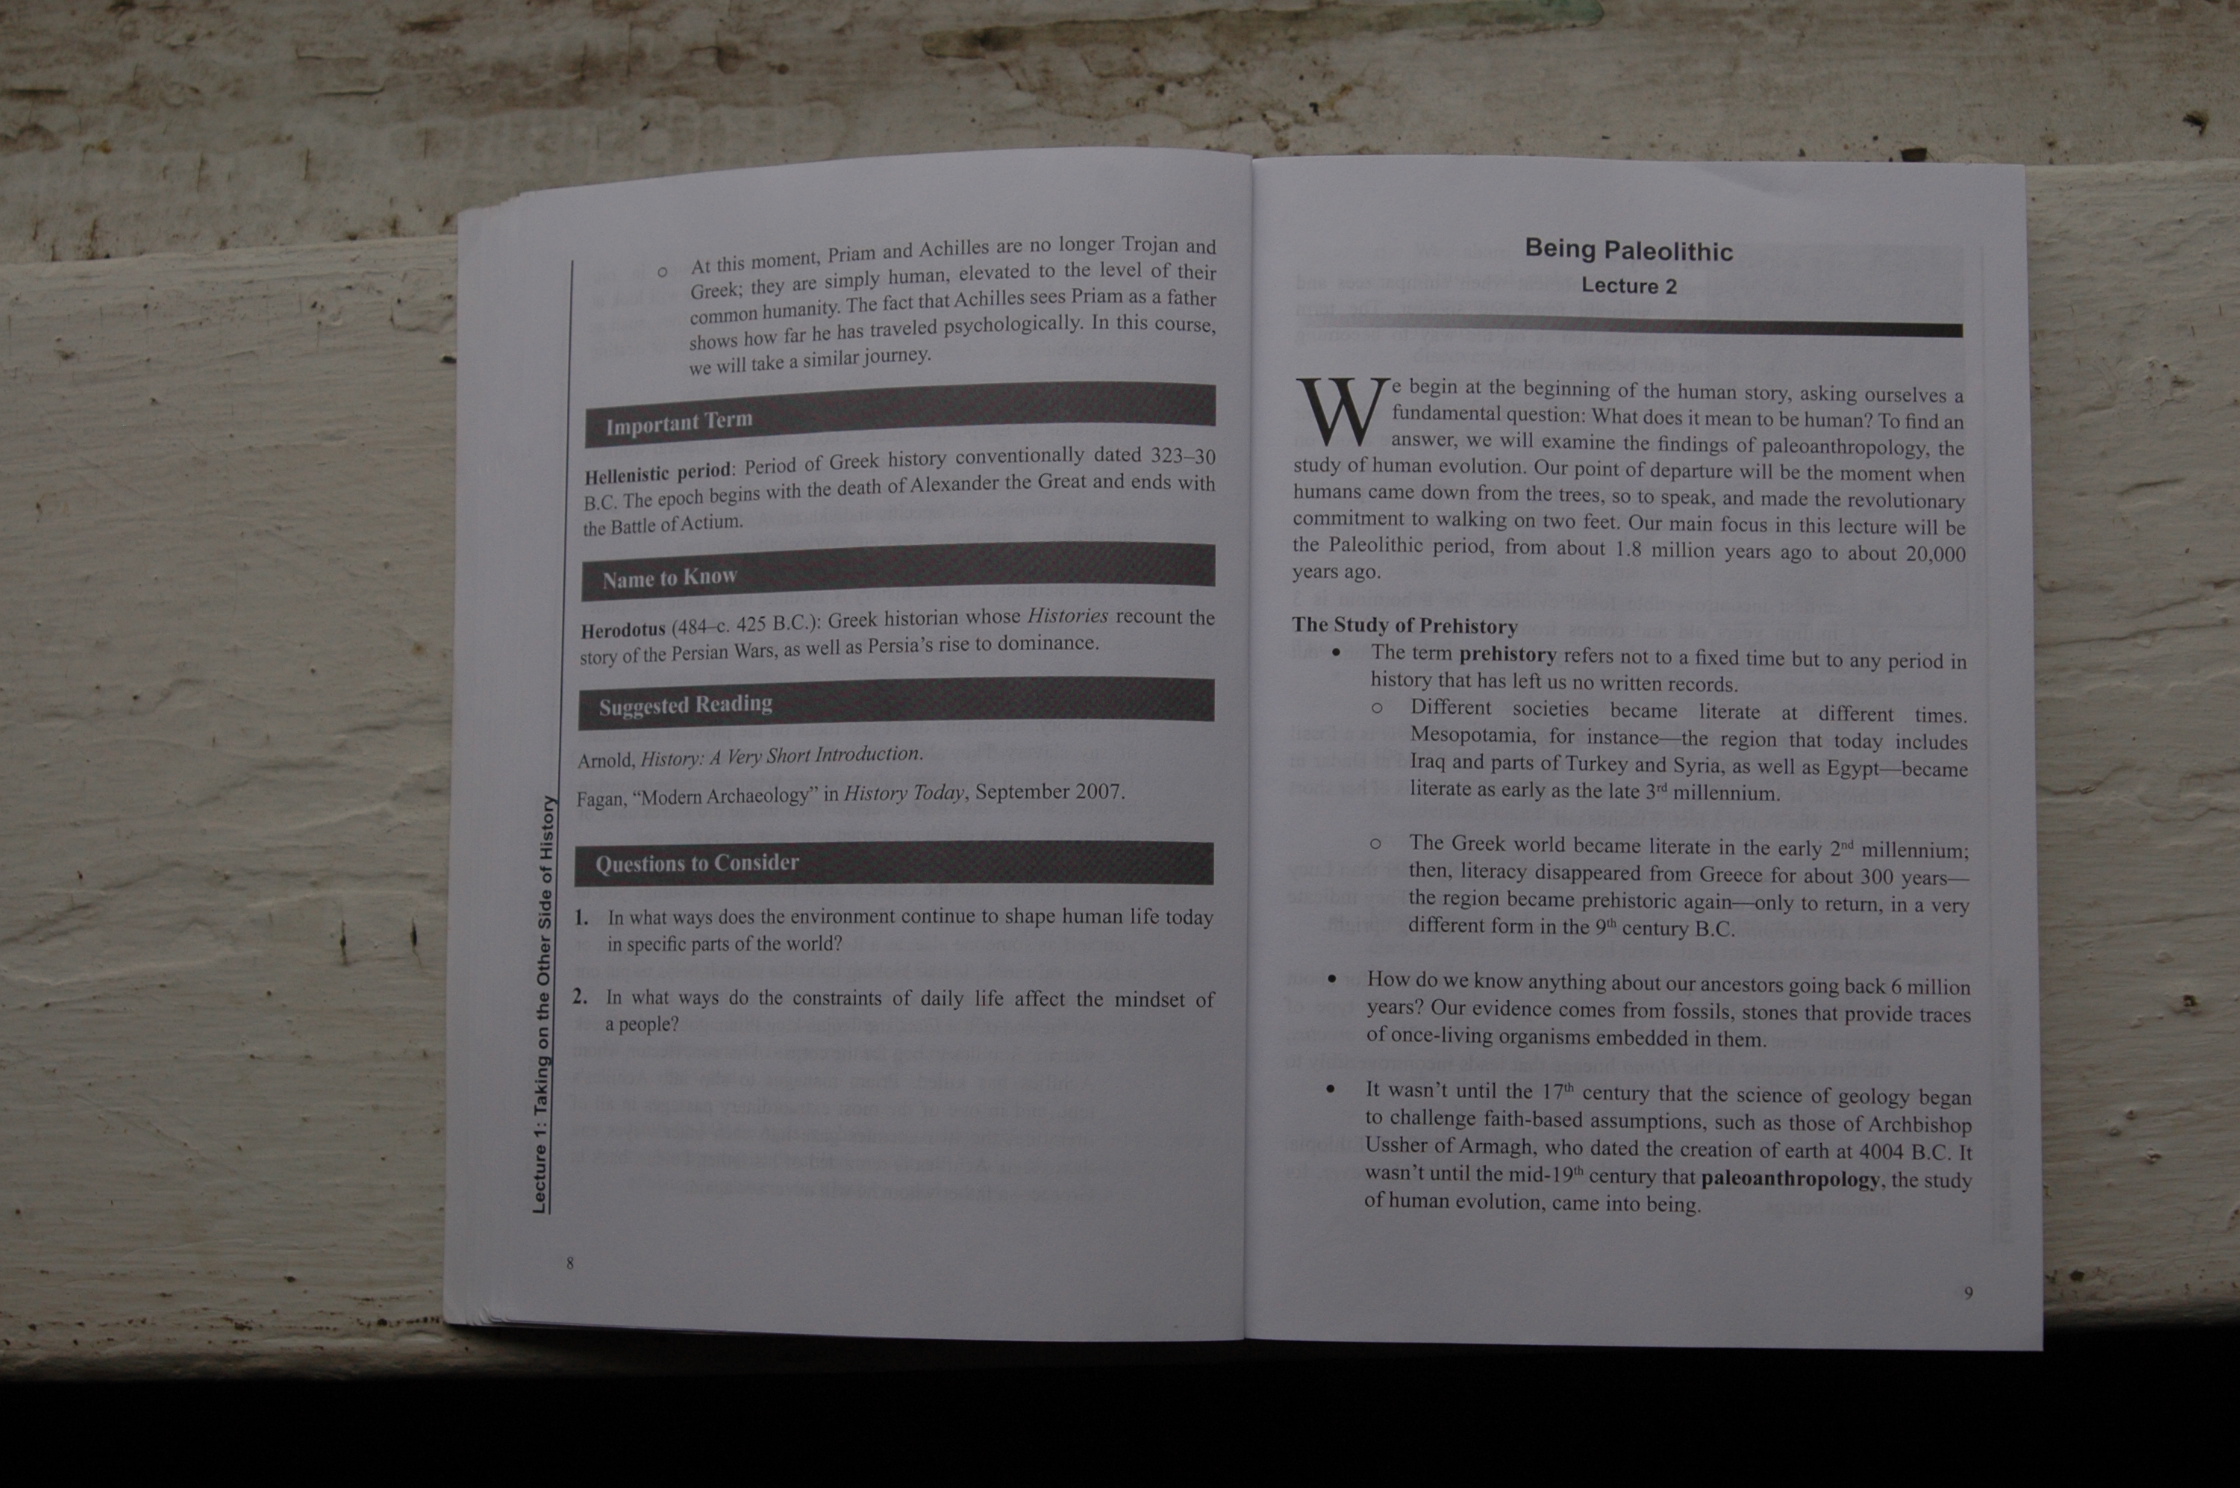 o At this moment, Priam and Achilles are no longer Trojan and
Greek; they are simply human, elevated to the level of their
common humanity. The fact that Achilles sees Priam as a father
shows how far he has traveled psychologically. In this course,
we will take a similar journey.
Important Term
Hellenistic period: Period of Greek history conventionally dated 323–30
B.C. The epoch begins with the death of Alexander the Great and ends with
the Battle of Actium.
Name to Know
Herodotus (484–c. 425 B.C.): Greek historian whose Histories recount the
story of the Persian Wars, as well as Persia's rise to dominance.
Suggested Reading
Arnold, History: A Very Short Introduction.
Fagan, “Modern Archaeology” in History Today, September 2007.
Questions to Consider
1. In what ways does the environment continue to shape human life today
in specific parts of the world?
2. In what ways do the constraints of daily life affect the mindset of
a people?
Lecture 1: Taking on the Other Side of History
8
Being Paleolithic
Lecture 2
We begin at the beginning of the human story, asking ourselves a
fundamental question: What does it mean to be human? To find an
answer, we will examine the findings of paleoanthropology, the
study of human evolution. Our point of departure will be the moment when
humans came down from the trees, so to speak, and made the revolutionary
commitment to walking on two feet. Our main focus in this lecture will be
the Paleolithic period, from about 1.8 million years ago to about 20,000
years ago.
The Study of Prehistory
• The term prehistory refers not to a fixed time but to any period in
history that has left us no written records.
o Different societies became literate at different times.
Mesopotamia, for instance—the region that today includes
Iraq and parts of Turkey and Syria, as well as Egypt—became
literate as early as the late 3rd millennium.
o The Greek world became literate in the early 2nd millennium;
then, literacy disappeared from Greece for about 300 years—
the region became prehistoric again—only to return, in a very
different form in the 9th century B.C.
• How do we know anything about our ancestors going back 6 million
years? Our evidence comes from fossils, stones that provide traces
of once-living organisms embedded in them.
• It wasn't until the 17th century that the science of geology began
to challenge faith-based assumptions, such as those of Archbishop
Ussher of Armagh, who dated the creation of earth at 4004 B.C. It
wasn't until the mid-19th century that paleoanthropology, the study
of human evolution, came into being.
9